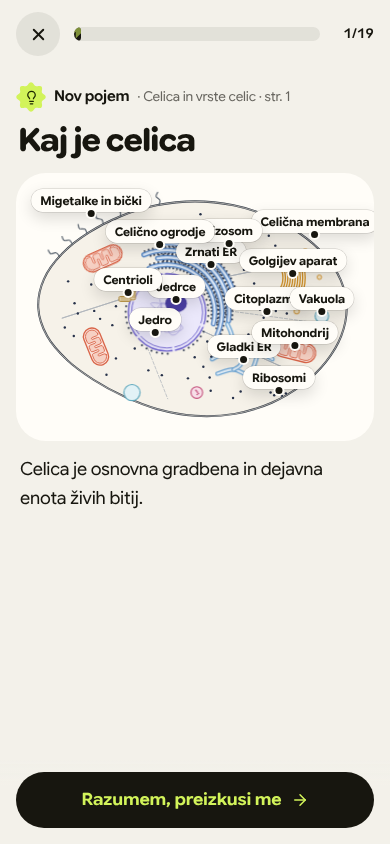 1/19
Nov pojem · Celica in vrste celic · str. 1
Kaj je celica
Migetalke in bički
Celična membrana
Celično ogrodje
Zrnati ER
Golgijev aparat
Centrioli
Jedrce
Vakuola
Jedro
Mitohondrij
Gladki ER
Ribosomi
Celica je osnovna gradbena in dejavna
enota živih bitij.
Razumem, preizkusi me →